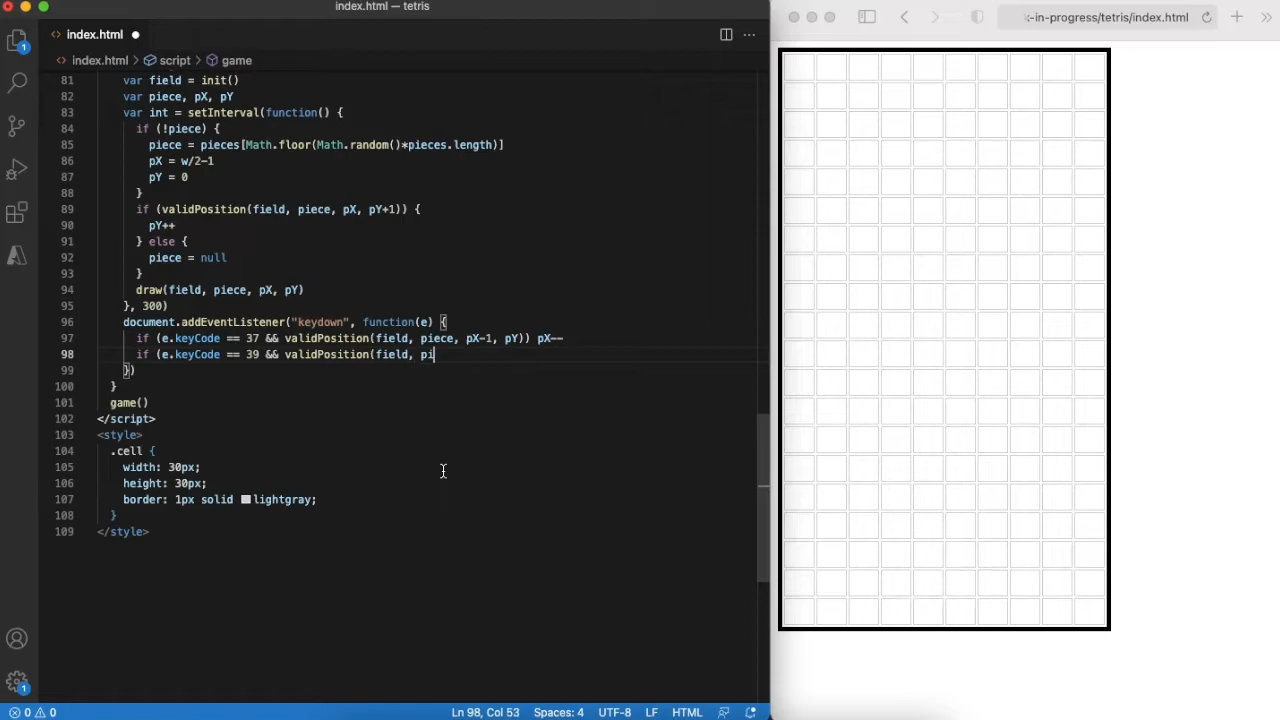 index.html — tetris
index.html
index.html > script > game
81 var field = init()
82 var piece, pX, pY
83 var int = setInterval(function() {
84 if (!piece) {
85 piece = pieces[Math.floor(Math.random()*pieces.length)]
86 pX = w/2-1
87 pY = 0
88 }
89 if (validPosition(field, piece, pX, pY+1)) {
90 pY++
91 } else {
92 piece = null
93 }
94 draw(field, piece, pX, pY)
95 }, 300)
96 document.addEventListener("keydown", function(e) {
97 if (e.keyCode == 37 && validPosition(field, piece, pX-1, pY)) pX--
98 if (e.keyCode == 39 && validPosition(field, pi
99 })
100 }
101 game()
102 </script>
103 <style>
104 .cell {
105 width: 30px;
106 height: 30px;
107 border: 1px solid lightgray;
108 }
109 </style>
1
1
0 0
Ln 98, Col 53 Spaces: 4 UTF-8 LF HTML
-in-progress/tetris/index.html